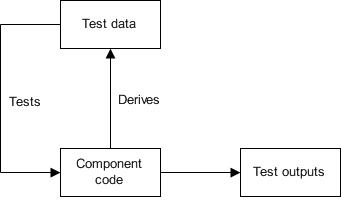 Test data
Tests
Derives
Component
code
Test outputs